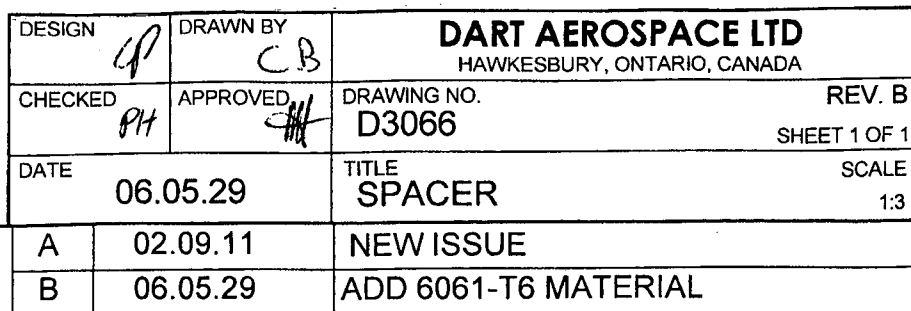 DESIGN DRAWN BY DART AEROSPACE LTD
CP C.B HAWKESBURY, ONTARIO, CANADA
CHECKED APPROVED DRAWING NO. REV. B
PH D3066 SHEET 1 OF 1
DATE TITLE SCALE
06.05.29 SPACER 1:3
A 02.09.11 NEW ISSUE
B 06.05.29 ADD 6061-T6 MATERIAL